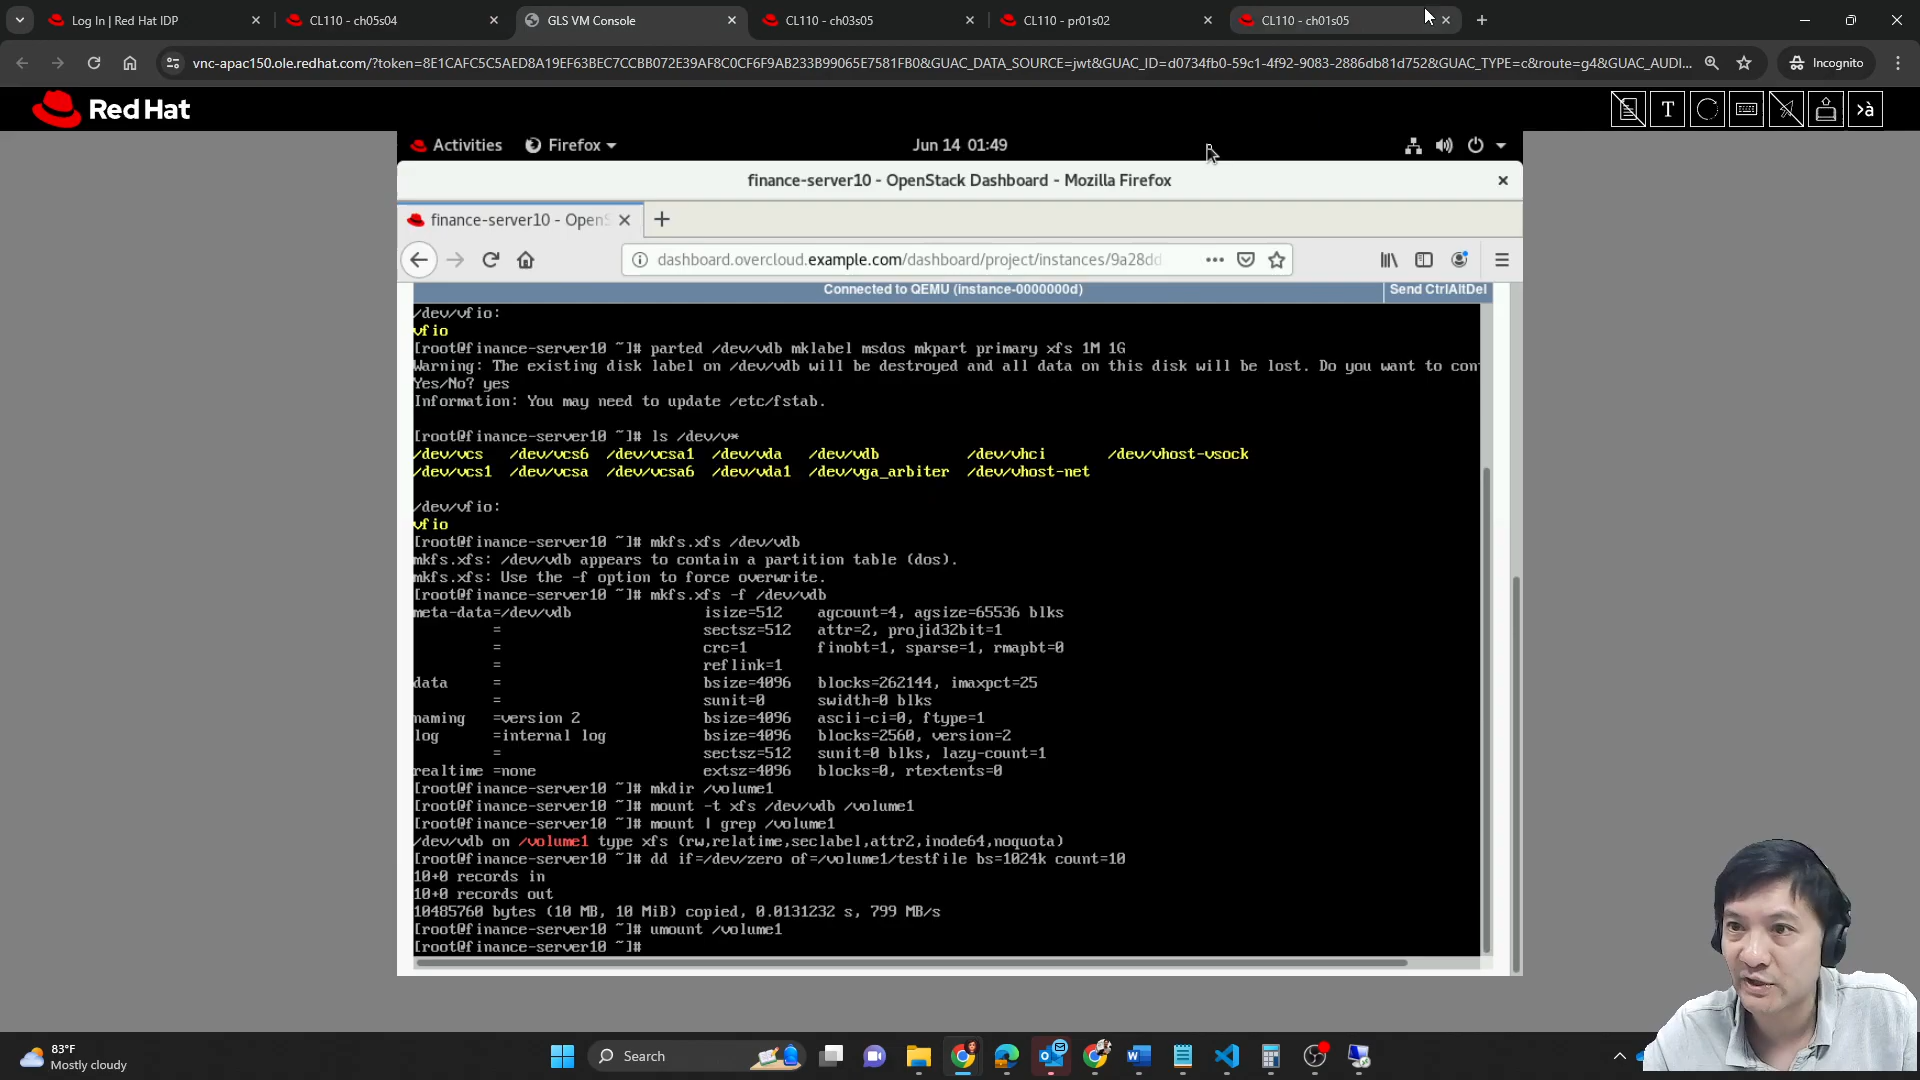 Log In | Red Hat IDP
CL110 - ch05s04
GLS VM Console
CL110 - ch03s05
CL110 - pr01s02
CL110 - ch01s05
vnc-apac150.ole.redhat.com/?token=8E1CAFC5C5AED8A19EF63BEC7CCBB072E39AF8C0CF6F9AB233B99065E7581FB0&GUAC_DATA_SOURCE=jwt&GUAC_ID=d0734fb0-59c1-4f92-9083-2886db81d752&GUAC_TYPE=c&route=g4&GUAC_AUDI...
Incognito
Red Hat
T
>à
Activities
Firefox
Jun 14 01:49
finance-server10 - OpenStack Dashboard - Mozilla Firefox
finance-server10 - OpenS
dashboard.overcloud.example.com/dashboard/project/instances/9a28dd
Connected to QEMU (instance-0000000d)
Send CtrlAltDel
/dev/vfio:
vfio
[root@finance-server10 ~]# parted /dev/vdb mklabel msdos mkpart primary xfs 1M 1G
Warning: The existing disk label on /dev/vdb will be destroyed and all data on this disk will be lost. Do you want to con
Yes/No? yes
Information: You may need to update /etc/fstab.
[root@finance-server10 ~]# ls /dev/v*
/dev/vcs /dev/vcs6 /dev/vcsa1 /dev/vda /dev/vdb /dev/vhci /dev/vhost-vsock
/dev/vcs1 /dev/vcsa /dev/vcsa6 /dev/vda1 /dev/vga_arbiter /dev/vhost-net
/dev/vfio:
vfio
[root@finance-server10 ~]# mkfs.xfs /dev/vdb
mkfs.xfs: /dev/vdb appears to contain a partition table (dos).
mkfs.xfs: Use the -f option to force overwrite.
[root@finance-server10 ~]# mkfs.xfs -f /dev/vdb
meta-data=/dev/vdb isize=512 agcount=4, agsize=65536 blks
= sectsz=512 attr=2, projid32bit=1
= crc=1 finobt=1, sparse=1, rmapbt=0
= reflink=1
data = bsize=4096 blocks=262144, imaxpct=25
= sunit=0 swidth=0 blks
naming =version 2 bsize=4096 ascii-ci=0, ftype=1
log =internal log bsize=4096 blocks=2560, version=2
= sectsz=512 sunit=0 blks, lazy-count=1
realtime =none extsz=4096 blocks=0, rtextents=0
[root@finance-server10 ~]# mkdir /volume1
[root@finance-server10 ~]# mount -t xfs /dev/vdb /volume1
[root@finance-server10 ~]# mount | grep /volume1
/dev/vdb on /volume1 type xfs (rw,relatime,seclabel,attr2,inode64,noquota)
[root@finance-server10 ~]# dd if=/dev/zero of=/volume1/testfile bs=1024k count=10
10+0 records in
10+0 records out
10485760 bytes (10 MB, 10 MiB) copied, 0.0131232 s, 799 MB/s
[root@finance-server10 ~]# umount /volume1
[root@finance-server10 ~]#
83°F
Mostly cloudy
Search